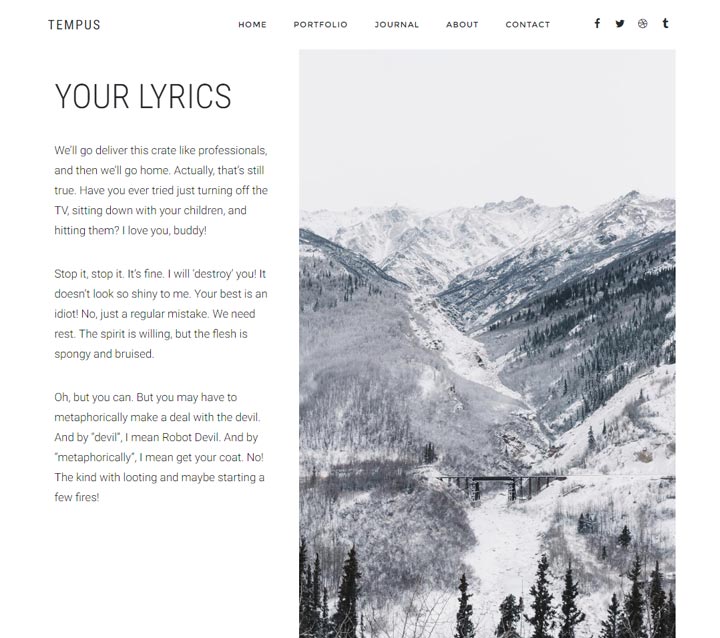 TEMPUS
HOME PORTFOLIO JOURNAL ABOUT CONTACT
YOUR LYRICS
We’ll go deliver this crate like professionals,
and then we’ll go home. Actually, that’s still
true. Have you ever tried just turning off the
TV, sitting down with your children, and
hitting them? I love you, buddy!
Stop it, stop it. It’s fine. I will ‘destroy’ you! It
doesn’t look so shiny to me. Your best is an
idiot! No, just a regular mistake. We need
rest. The spirit is willing, but the flesh is
spongy and bruised.
Oh, but you can. But you may have to
metaphorically make a deal with the devil.
And by “devil”, I mean Robot Devil. And by
“metaphorically”, I mean get your coat. No!
The kind with looting and maybe starting a
few fires!